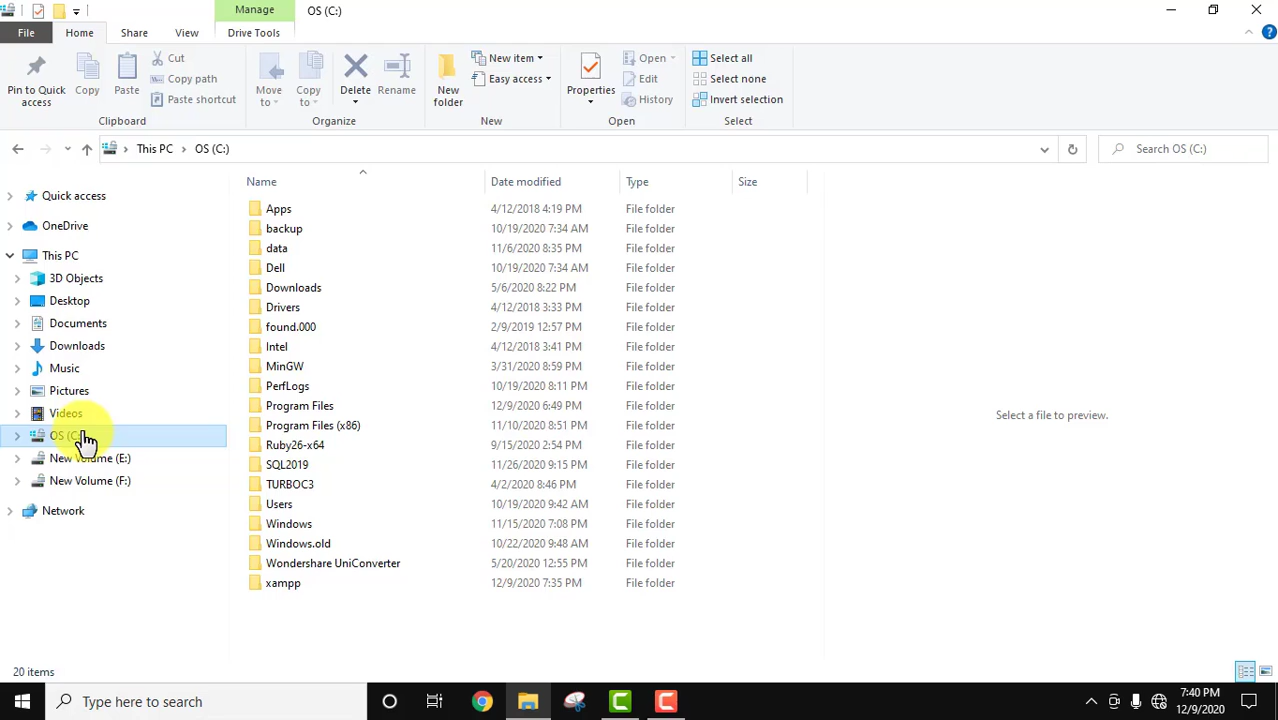 Manage
OS (C:)
File
Home
Share
View
Drive Tools
Pin to Quick access
Copy
Paste
Cut
Copy path
Paste shortcut
Clipboard
Move to
Copy to
Delete
Rename
Organize
New folder
New item
Easy access
New
Properties
Open
Edit
History
Open
Select all
Select none
Invert selection
Select
This PC > OS (C:)
Search OS (C:)
Quick access
OneDrive
This PC
3D Objects
Desktop
Documents
Downloads
Music
Pictures
Videos
OS (C:
New Volume (E:)
New Volume (F:)
Network
Name Date modified Type Size
Apps 4/12/2018 4:19 PM File folder
backup 10/19/2020 7:34 AM File folder
data 11/6/2020 8:35 PM File folder
Dell 10/19/2020 7:34 AM File folder
Downloads 5/6/2020 8:22 PM File folder
Drivers 4/12/2018 3:33 PM File folder
found.000 2/9/2019 12:57 PM File folder
Intel 4/12/2018 3:41 PM File folder
MinGW 3/31/2020 8:59 PM File folder
PerfLogs 10/19/2020 8:11 PM File folder
Program Files 12/9/2020 6:49 PM File folder
Program Files (x86) 11/10/2020 8:51 PM File folder
Ruby26-x64 9/15/2020 2:54 PM File folder
SQL2019 11/26/2020 9:15 PM File folder
TURBOC3 4/2/2020 8:46 PM File folder
Users 10/19/2020 9:42 AM File folder
Windows 11/15/2020 7:08 PM File folder
Windows.old 10/22/2020 9:48 AM File folder
Wondershare UniConverter 5/20/2020 12:55 PM File folder
xampp 12/9/2020 7:35 PM File folder
Select a file to preview.
20 items
Type here to search
7:40 PM
12/9/2020